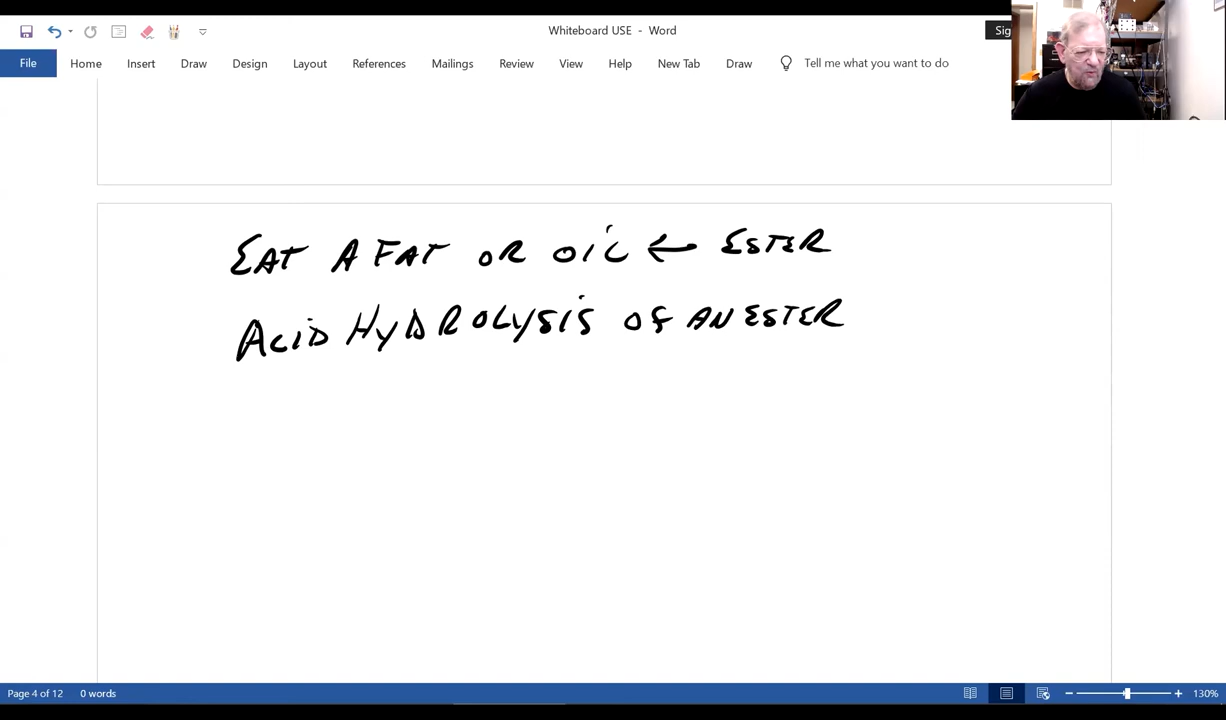 Whiteboard USE - Word
File Home Insert Draw Design Layout References Mailings Review View Help New Tab Draw Tell me what you want to do
EAT A FAT OR OIL ← ESTER
ACID HYDROLYSIS OF AN ESTER
Page 4 of 12 0 words 130%